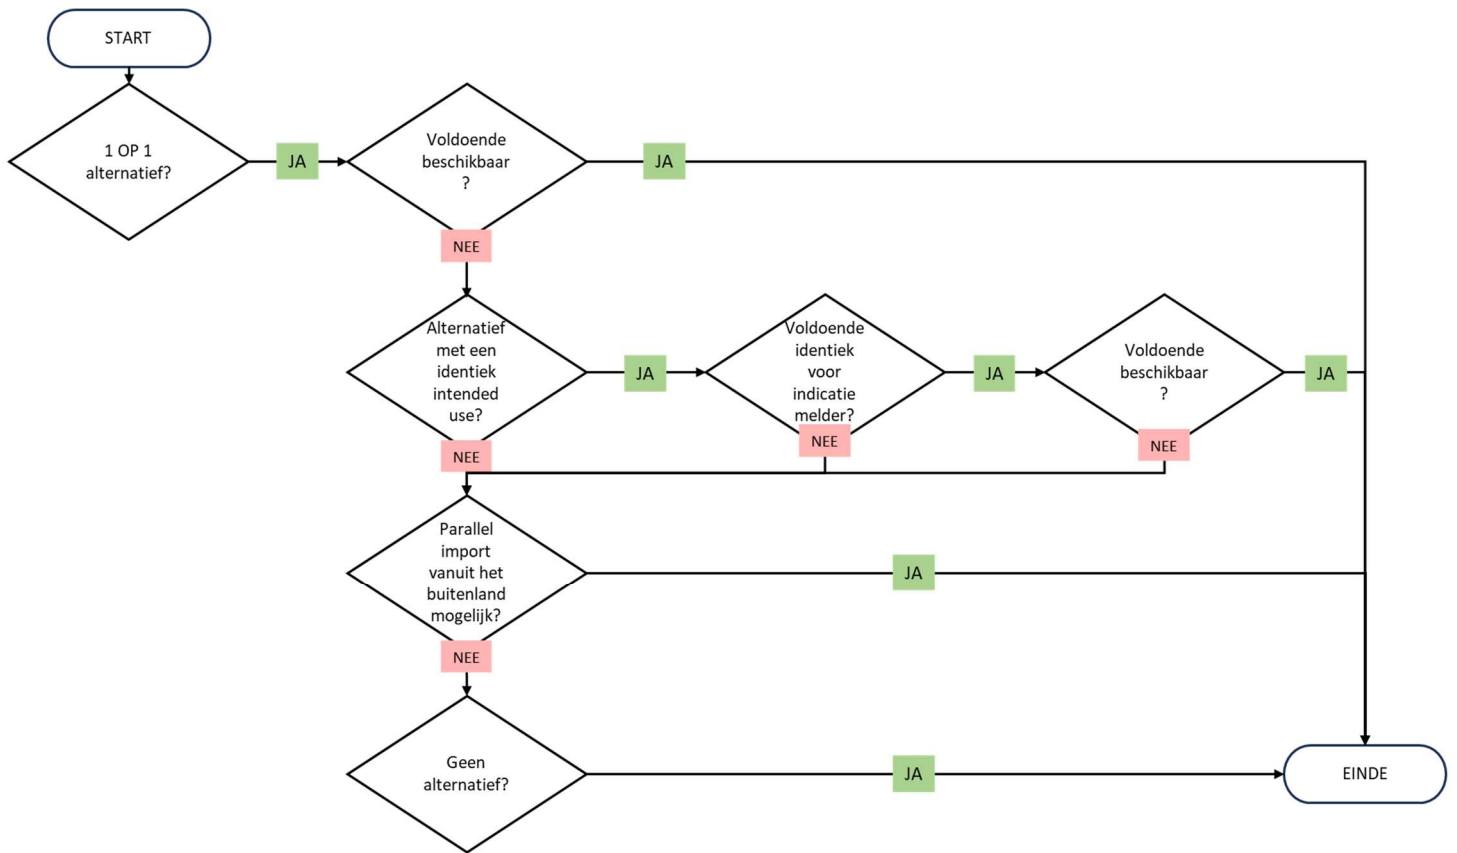 START
1 OP 1
alternatief?
JA
Voldoende
beschikbaar
?
JA
NEE
Alternatief
met een
identiek
intended
use?
JA
Voldoende
identiek
voor
indicatie
melder?
JA
Voldoende
beschikbaar
?
JA
NEE
NEE
NEE
Parallel
import
vanuit het
buitenland
mogelijk?
JA
NEE
Geen
alternatief?
JA
EINDE